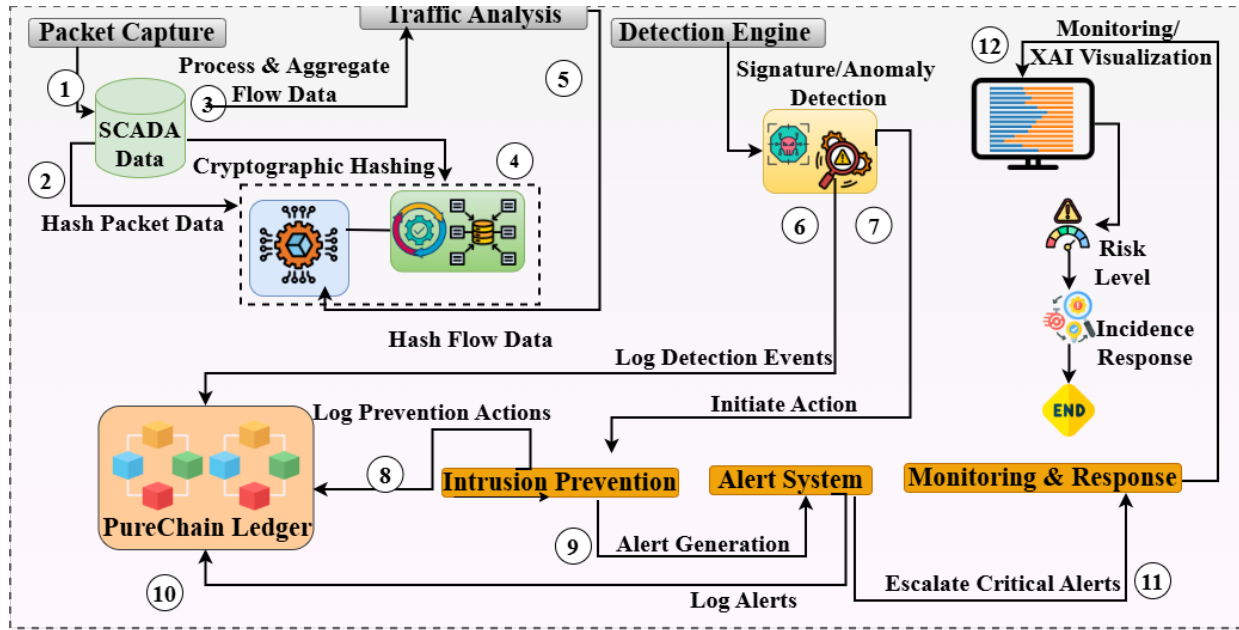 Packet Capture
Traffic Analysis
Detection Engine
12
Monitoring/
XAI Visualization
1
Process & Aggregate
3
Flow Data
5
Signature/Anomaly
Detection
SCADA
Data
2
Cryptographic Hashing
4
Hash Packet Data
6
7
Risk
Level
Hash Flow Data
Incidence
Response
Log Detection Events
END
Log Prevention Actions
Initiate Action
8
Intrusion Prevention
Alert System
Monitoring & Response
PureChain Ledger
9
Alert Generation
10
Log Alerts
Escalate Critical Alerts
11